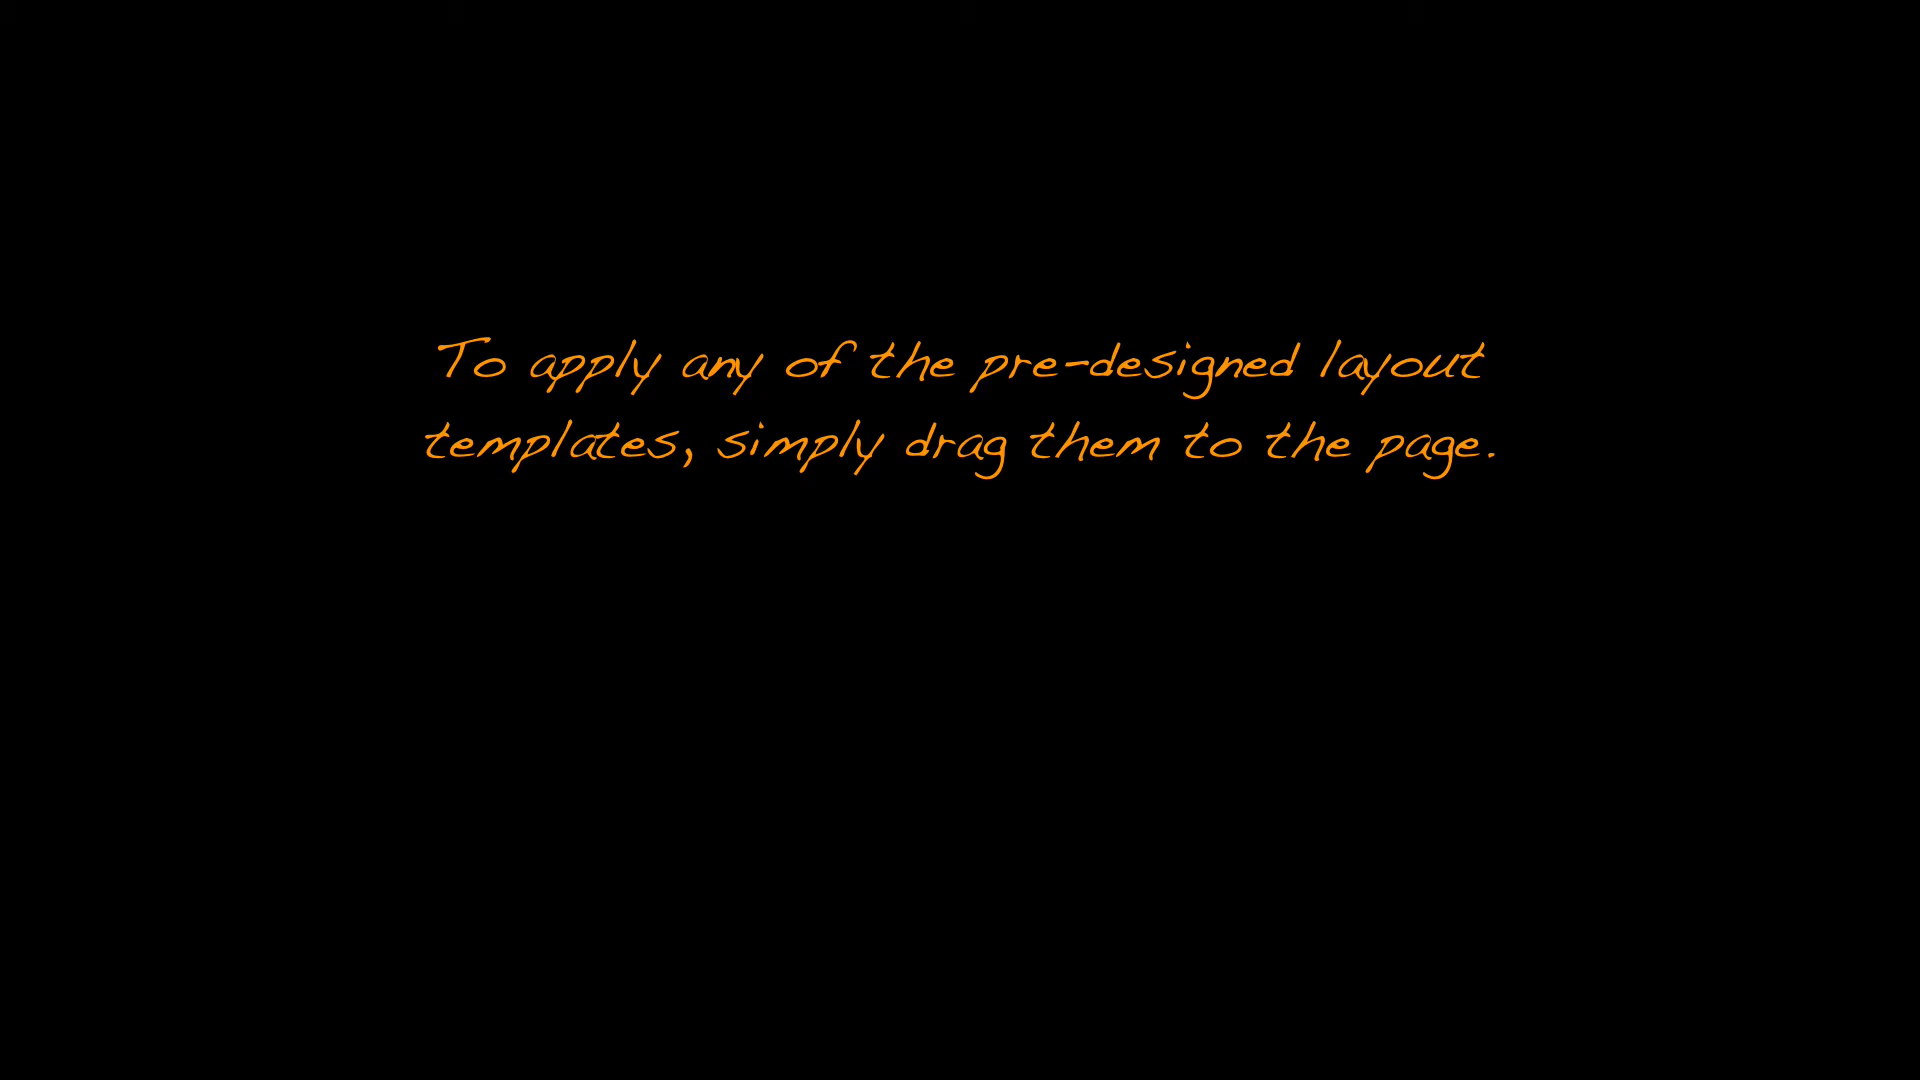 To apply any of the pre-designed layout
templates, simply drag them to the page.